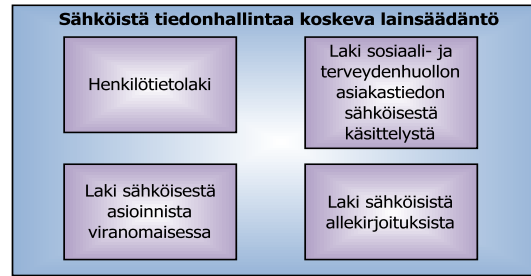 Sähköistä tiedonhallintaa koskeva lainsäädäntö
Henkilötietolaki
Laki sosiaali- ja
terveydenhuollon
asiakastiedon
sähköisestä
käsittelystä
Laki sähköisestä
asioinnista
viranomaisessa
Laki sähköisistä
allekirjoituksista